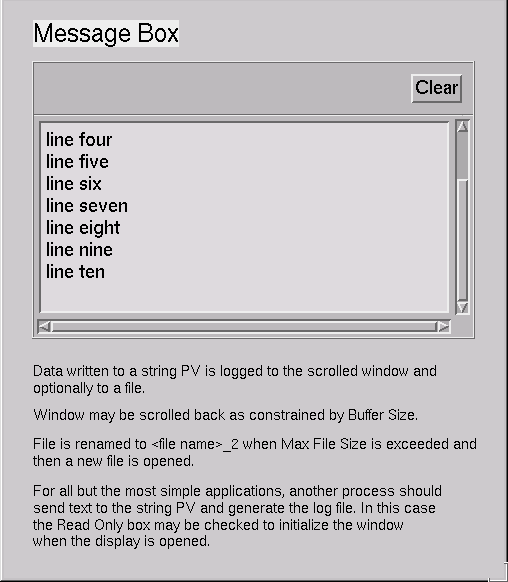 Message Box
Clear
line four
line five
line six
line seven
line eight
line nine
line ten
Data written to a string PV is logged to the scrolled window and
optionally to a file.
Window may be scrolled back as constrained by Buffer Size.
File is renamed to <file name>_2 when Max File Size is exceeded and
then a new file is opened.
For all but the most simple applications, another process should
send text to the string PV and generate the log file. In this case
the Read Only box may be checked to initialize the window
when the display is opened.